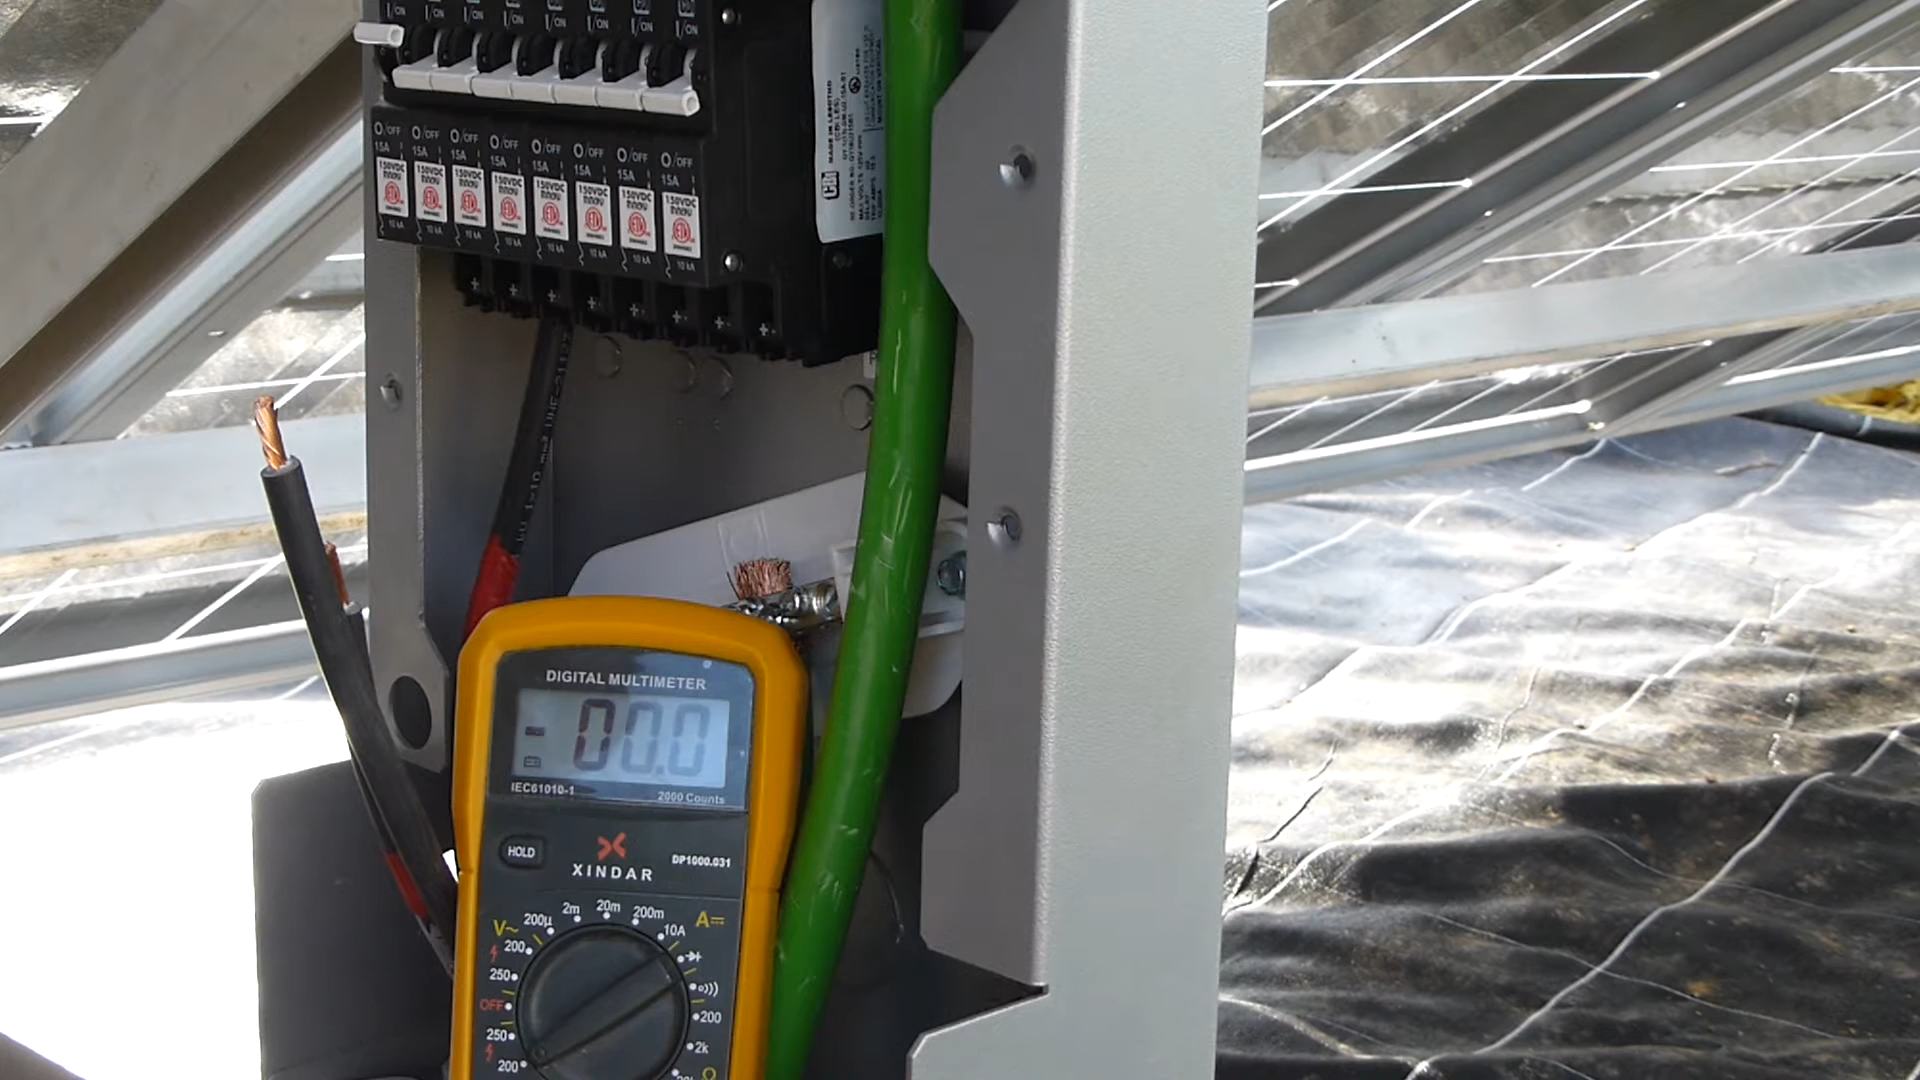 I/ON I/ON I/ON I/ON I/ON I/ON I/ON I/ON
O/OFF O/OFF O/OFF O/OFF O/OFF O/OFF O/OFF O/OFF
15A 15A 15A 15A 15A 15A 15A 15A
150VDC 150VDC 150VDC 150VDC 150VDC 150VDC 150VDC 150VDC
10 kA 10 kA 10 kA 10 kA 10 kA 10 kA 10 kA 10 kA
CBI
MADE IN LESOTHO
+ + + + + + + +
DIGITAL MULTIMETER
00.0
IEC61010-1
2000 Counts
HOLD
XINDAR
DP1000.031
V~ 200µ 2m 20m 200m A
200 10A
250
OFF 200
250 2k
200 Ω